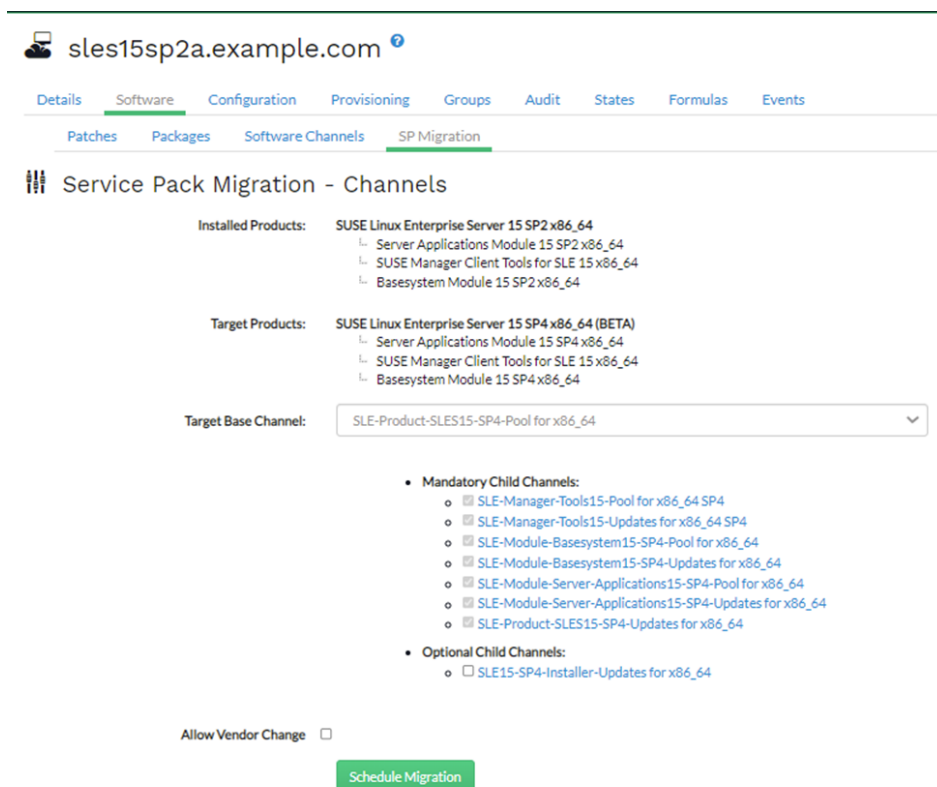 sles15sp2a.example.com ?
Details Software Configuration Provisioning Groups Audit States Formulas Events
Patches Packages Software Channels SP Migration
Service Pack Migration - Channels
Installed Products: SUSE Linux Enterprise Server 15 SP2 x86_64
Server Applications Module 15 SP2 x86_64
SUSE Manager Client Tools for SLE 15 x86_64
Basesystem Module 15 SP2 x86_64
Target Products: SUSE Linux Enterprise Server 15 SP4 x86_64 (BETA)
Server Applications Module 15 SP4 x86_64
SUSE Manager Client Tools for SLE 15 x86_64
Basesystem Module 15 SP4 x86_64
Target Base Channel: SLE-Product-SLES15-SP4-Pool for x86_64
Mandatory Child Channels:
SLE-Manager-Tools15-Pool for x86_64 SP4
SLE-Manager-Tools15-Updates for x86_64 SP4
SLE-Module-Basesystem15-SP4-Pool for x86_64
SLE-Module-Basesystem15-SP4-Updates for x86_64
SLE-Module-Server-Applications15-SP4-Pool for x86_64
SLE-Module-Server-Applications15-SP4-Updates for x86_64
SLE-Product-SLES15-SP4-Updates for x86_64
Optional Child Channels:
SLE15-SP4-Installer-Updates for x86_64
Allow Vendor Change
Schedule Migration